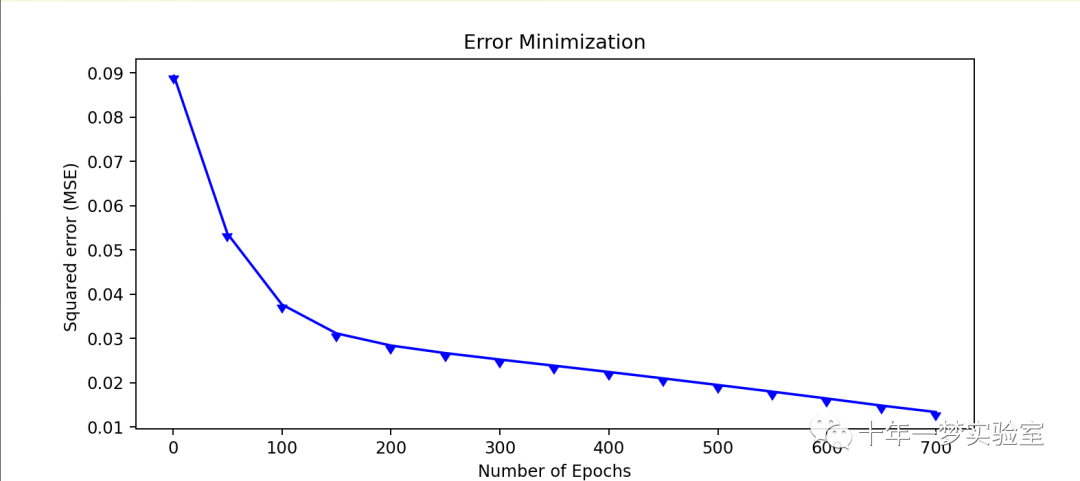 Error Minimization
Squared error (MSE)
0.09
0.08
0.07
0.06
0.05
0.04
0.03
0.02
0.01
0 100 200 300 400 500 600 700
Number of Epochs
十年一梦实验室